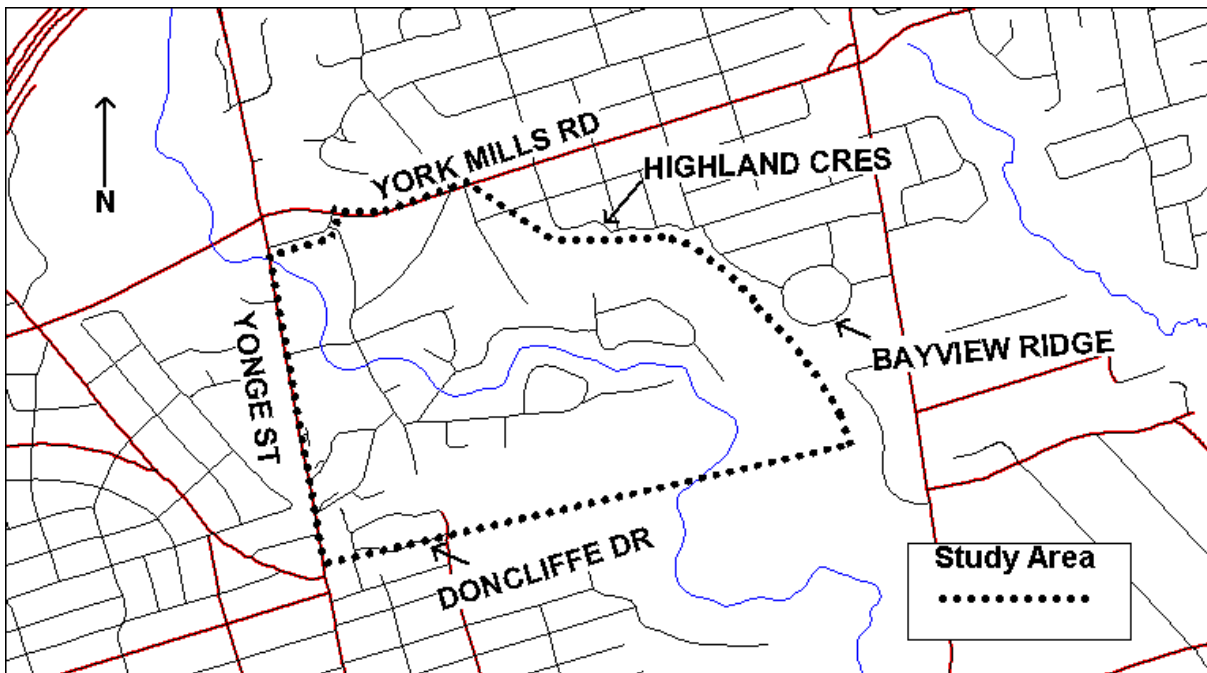 YORK MILLS RD
HIGHLAND CRES
N
YONGE ST
BAYVIEW RIDGE
DONCLIFFE DR
Study Area